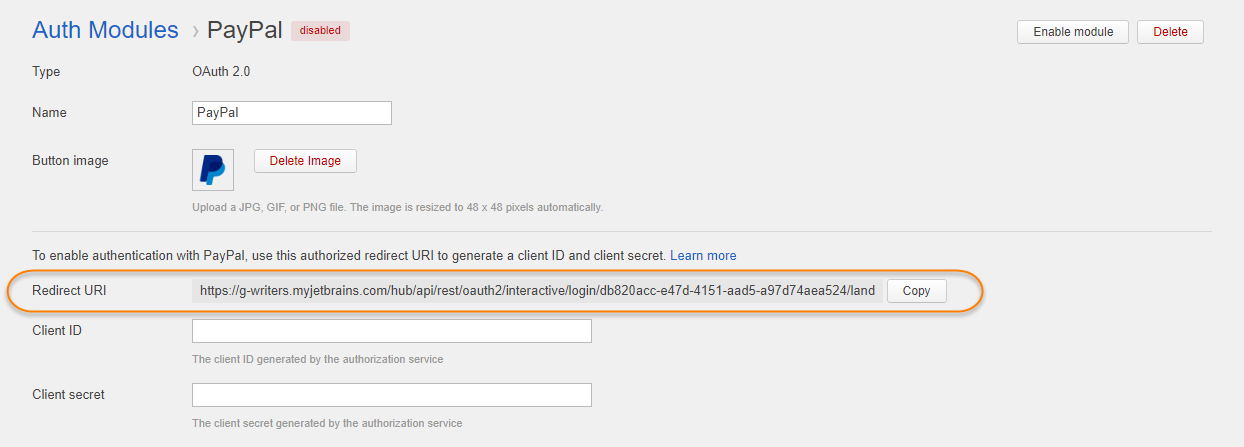 Auth Modules › PayPal disabled Enable module Delete
Type OAuth 2.0
Name PayPal
Button image Delete Image
Upload a JPG, GIF, or PNG file. The image is resized to 48 x 48 pixels automatically.
To enable authentication with PayPal, use this authorized redirect URI to generate a client ID and client secret. Learn more
Redirect URI https://g-writers.myjetbrains.com/hub/api/rest/oauth2/interactive/login/db820acc-e47d-4151-aad5-a97d74aea524/land Copy
Client ID
The client ID generated by the authorization service
Client secret
The client secret generated by the authorization service